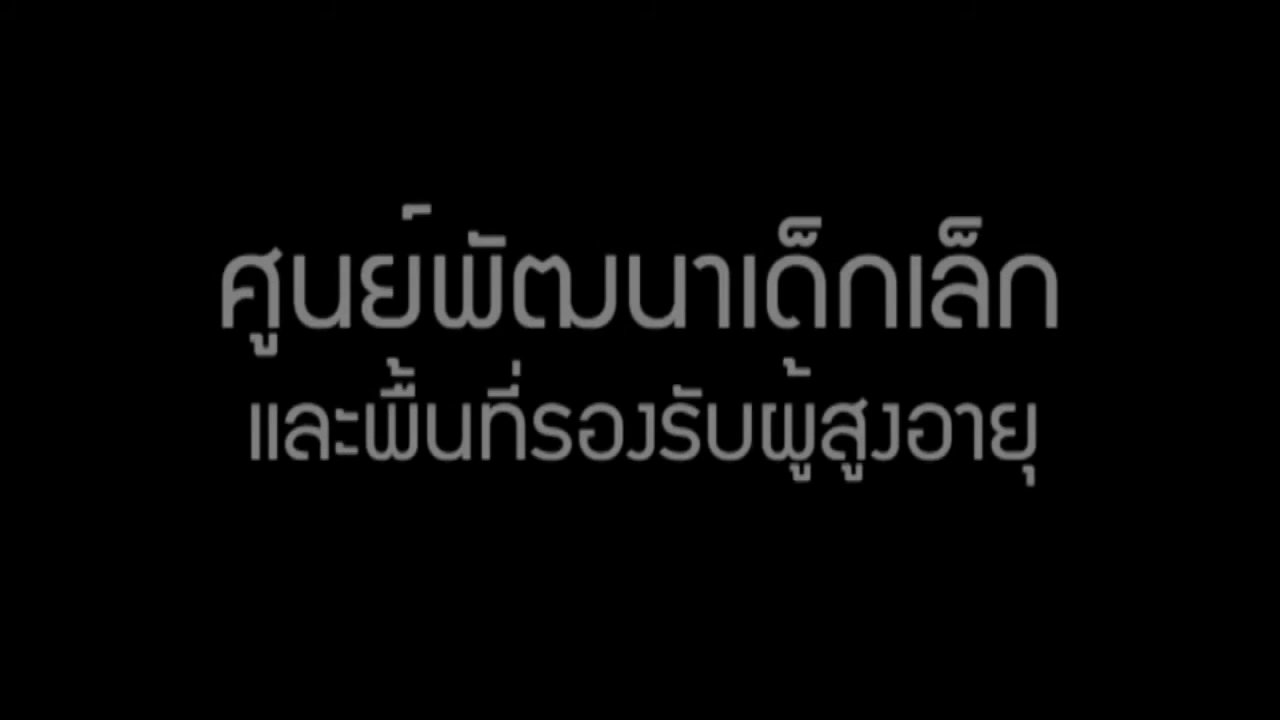 ศูนย์พัฒนาเด็กเล็ก
และพื้นที่รองรับผู้สูงอายุ